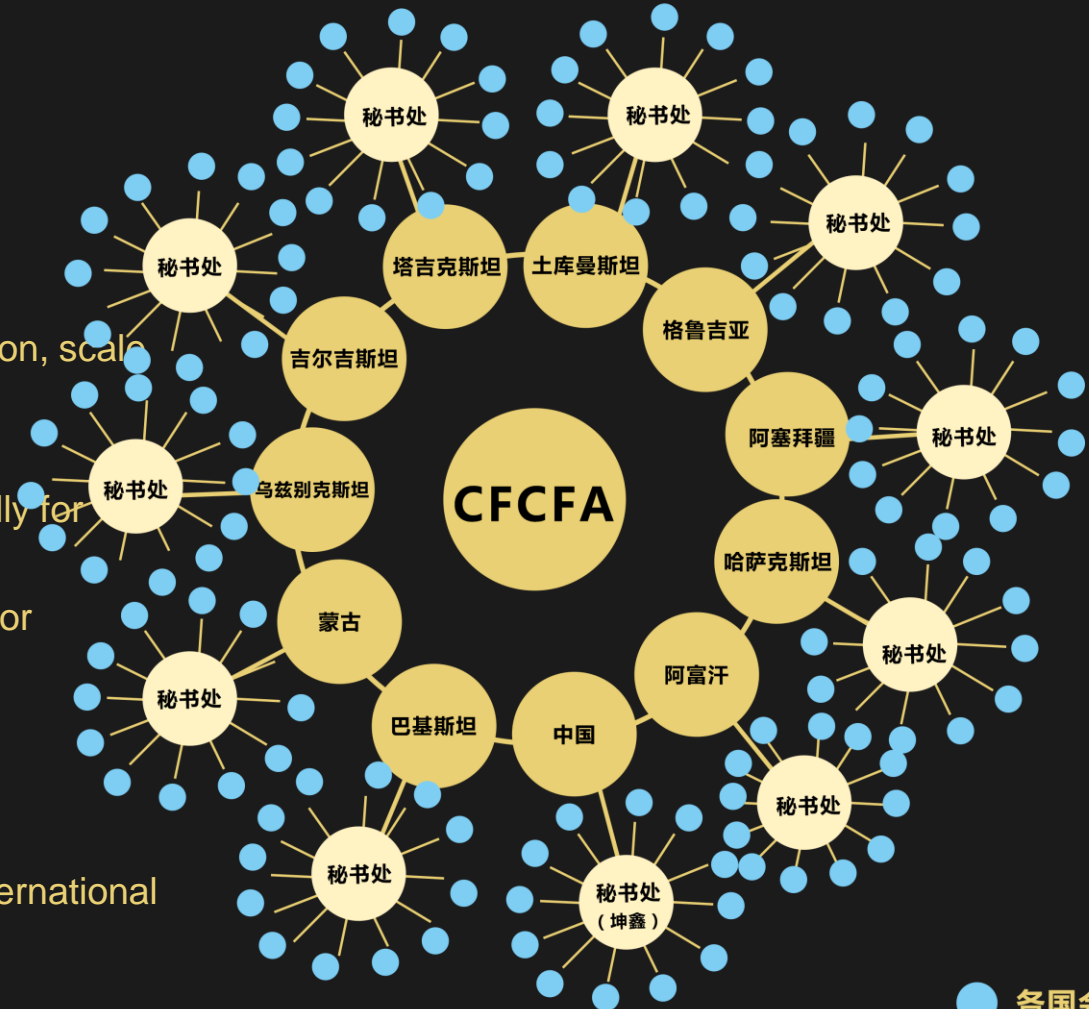 秘书处
秘书处
秘书处
秘书处
塔吉克斯坦
土库曼斯坦
格鲁吉亚
on, scale
吉尔吉斯坦
阿塞拜疆
秘书处
秘书处
乌兹别克斯坦
CFCFA
lly for
哈萨克斯坦
or
蒙古
秘书处
阿富汗
秘书处
巴基斯坦
中国
秘书处
秘书处
ernational
秘书处
(坤鑫)
各国